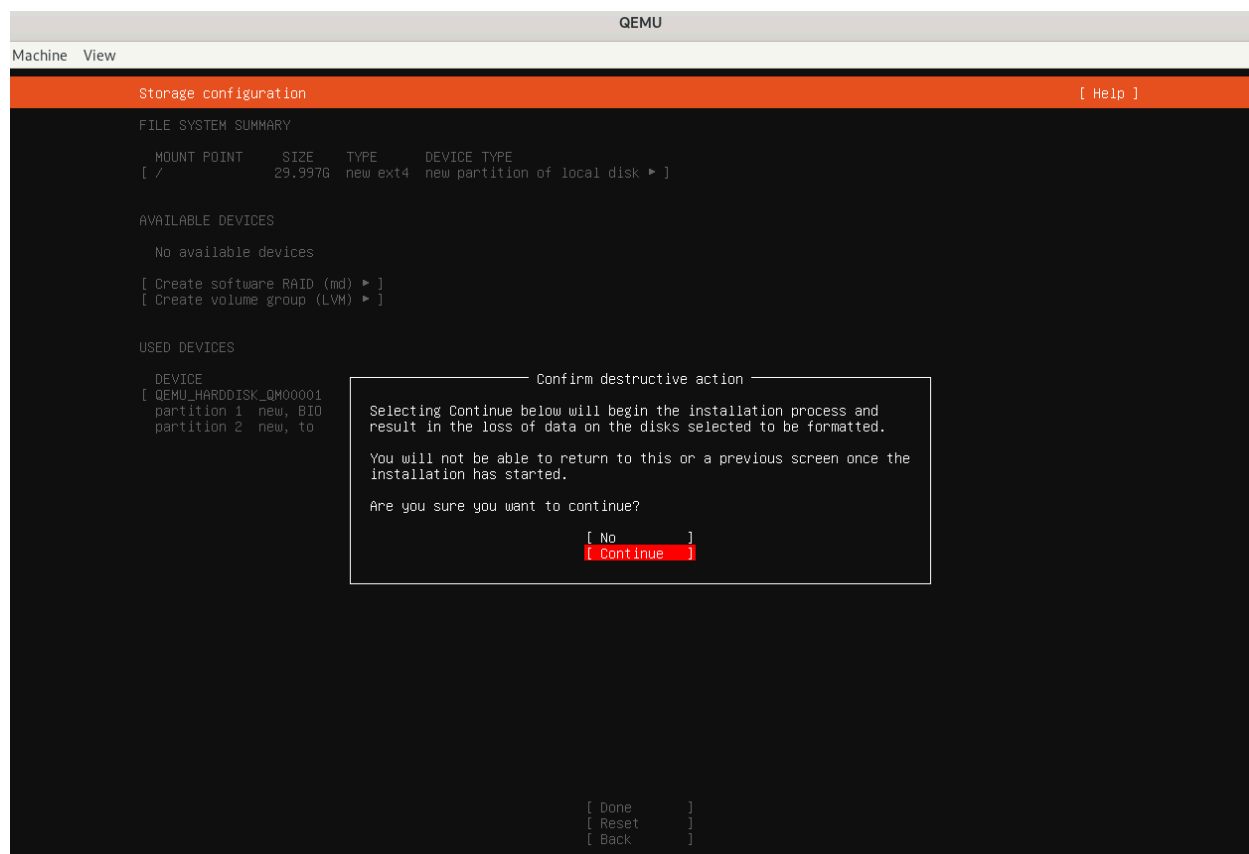 QEMU
Machine View
Storage configuration [ Help ]
FILE SYSTEM SUMMARY
MOUNT POINT SIZE TYPE DEVICE TYPE
[ / 29.997G new ext4 new partition of local disk ▸ ]
AVAILABLE DEVICES
No available devices
[ Create software RAID (md) ▸ ]
[ Create volume group (LVM) ▸ ]
USED DEVICES
DEVICE
[ QEMU_HARDDISK_QM00001
partition 1 new, BIO
partition 2 new, to
Confirm destructive action
Selecting Continue below will begin the installation process and
result in the loss of data on the disks selected to be formatted.
You will not be able to return to this or a previous screen once the
installation has started.
Are you sure you want to continue?
[ No ]
[ Continue ]
[ Done ]
[ Reset ]
[ Back ]